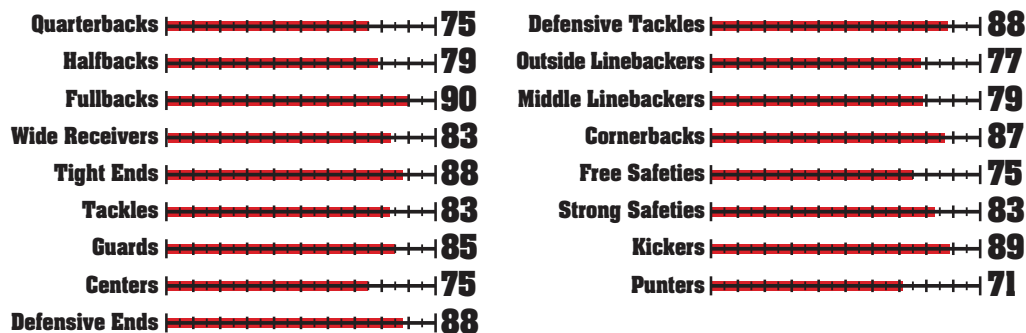 Quarterbacks 75
Halfbacks 79
Fullbacks 90
Wide Receivers 83
Tight Ends 88
Tackles 83
Guards 85
Centers 75
Defensive Ends 88
Defensive Tackles 88
Outside Linebackers 77
Middle Linebackers 79
Cornerbacks 87
Free Safeties 75
Strong Safeties 83
Kickers 89
Punters 71